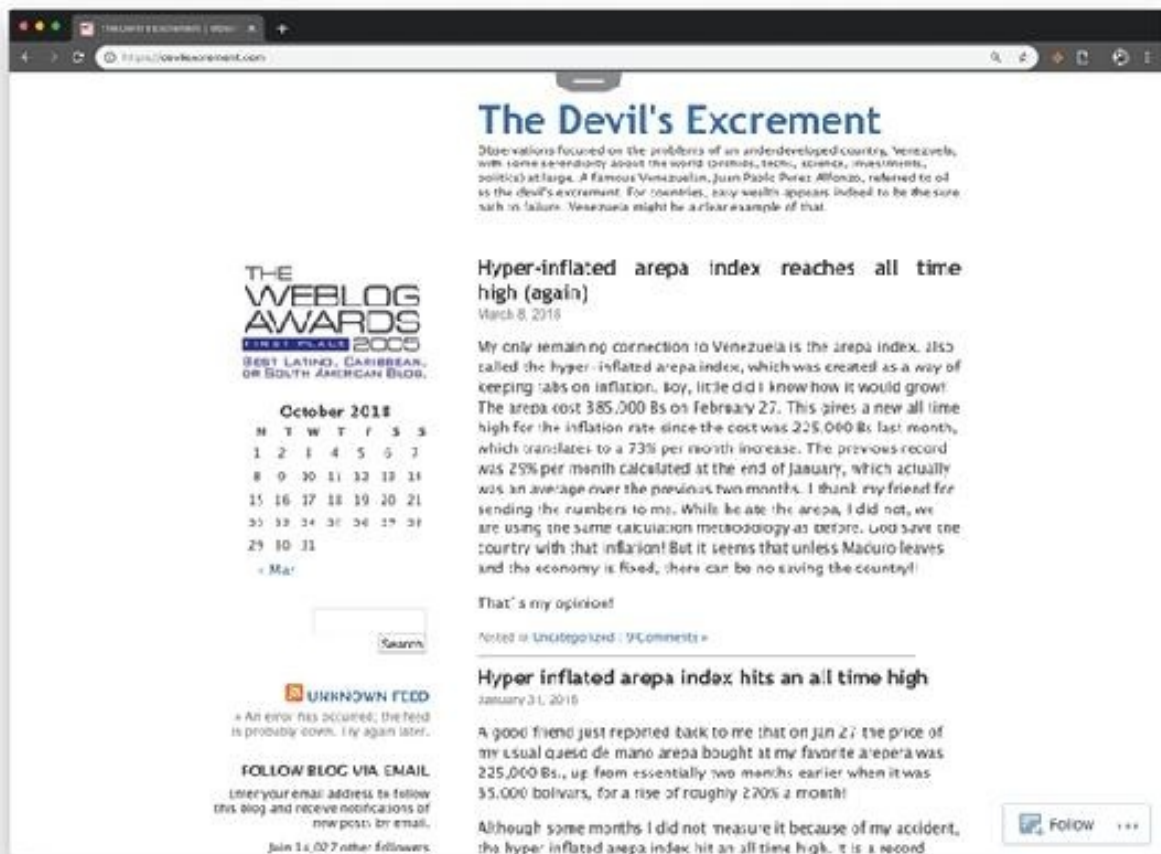 https://devilsexcrement.com
The Devil's Excrement
Observations focused on the problems of an underdeveloped country, Venezuela,
with some serendipity about the world (orchids, techs, science, investments,
politics) at large. A famous Venezuelan, Juan Pablo Perez Alfonzo, referred to oil
as the devil's excrement. For countries, easy wealth appears indeed to be the sure
path to failure. Venezuela might be a clear example of that.
THE
WEBLOG
AWARDS
FIRST PLACE 2005
BEST LATINO, CARIBBEAN,
OR SOUTH AMERICAN BLOG.
October 2018
M T W T F S S
1 2 3 4 5 6 7
8 9 10 11 12 13 14
15 16 17 18 19 20 21
22 23 24 25 26 27 28
29 30 31
« Mar
Search
UNKNOWN FEED
» An error has occurred; the feed
is probably down. Try again later.
FOLLOW BLOG VIA EMAIL
Enter your email address to follow
this blog and receive notifications of
new posts by email.
Join other followers
Hyper-inflated arepa index reaches all time
high (again)
March 8, 2018
My only remaining connection to Venezuela is the arepa index, also
called the hyper-inflated arepa index, which was created as a way of
keeping tabs on inflation. Boy, little did I know how it would grow!
The arepa cost 385,000 Bs on February 27. This gives a new all time
high for the inflation rate since the cost was 225,000 Bs last month,
which translates to a 73% per month increase. The previous record
was per month calculated at the end of January, which actually
was an average over the previous two months. I thank my friend for
sending the numbers to me. While he ate the arepa, I did not, we
are using the same calculation methodology as before. God save the
country with that inflation! But it seems that unless Maduro leaves
and the economy is fixed, there can be no saving the country!!
That´s my opinion!
Posted in Uncategorized | 9 Comments »
Hyper inflated arepa index hits an all time high
January 31, 2018
A good friend just reported back to me that on Jan 27 the price of
my usual queso de mano arepa bought at my favorite arepera was
225,000 Bs., up from essentially two months earlier when it was
bolivars, for a rise of roughly 270% a month!
Although some months I did not measure it because of my accident,
the hyper inflated arepa index hit an all time high. It is a record
Follow